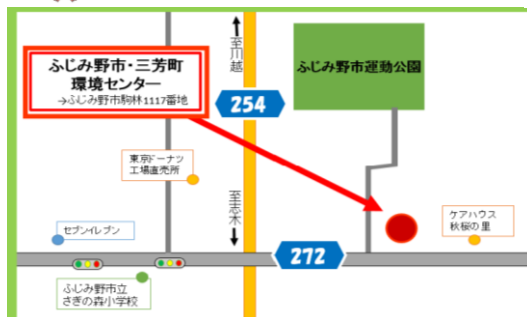 至川越
ふじみ野市・三芳町
環境センター
→ふじみ野市駒林1117番地
ふじみ野市運動公園
254
東京ドーナツ
工場直売所
至志木
セブンイレブン
ケアハウス
秋桜の里
272
ふじみ野市立
さぎの森小学校